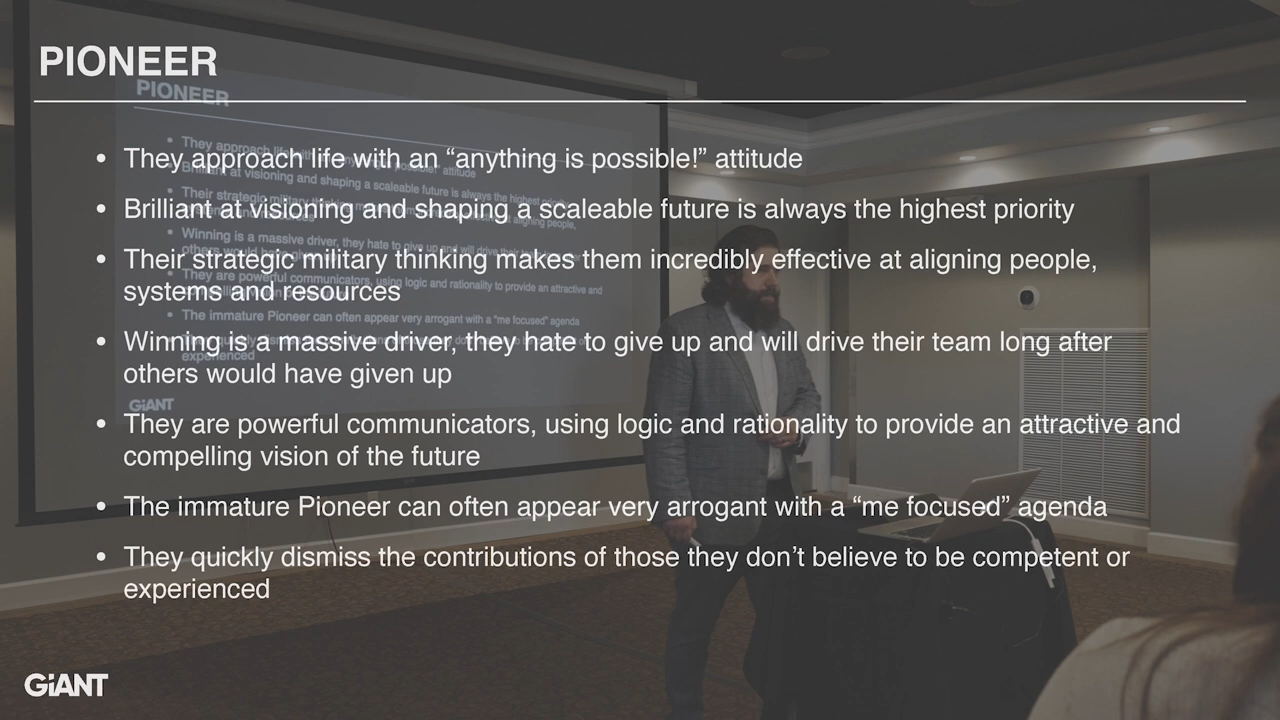 PIONEER
• They approach life with an “anything is possible!” attitude
• Brilliant at visioning and shaping a scaleable future is always the highest priority
• Their strategic military thinking makes them incredibly effective at aligning people,
systems and resources
• Winning is a massive driver, they hate to give up and will drive their team long after
others would have given up
• They are powerful communicators, using logic and rationality to provide an attractive and
compelling vision of the future
• The immature Pioneer can often appear very arrogant with a “me focused” agenda
• They quickly dismiss the contributions of those they don’t believe to be competent or
experienced
GiANT
PIONEER
GiANT